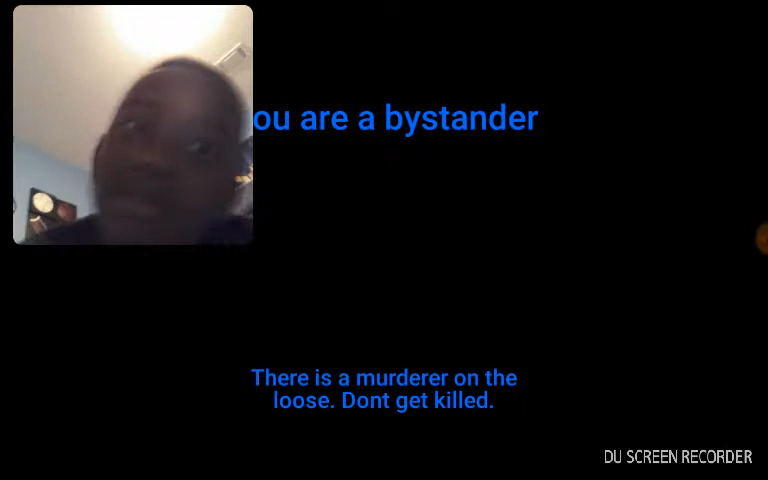 ou are a bystander
There is a murderer on the
loose. Dont get killed.
DU SCREEN RECORDER